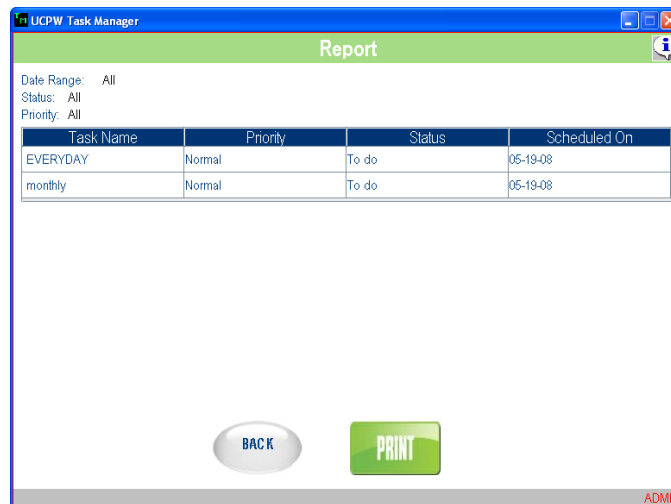 TM UCPW Task Manager
Report
Date Range: All
Status: All
Priority: All
Task Name Priority Status Scheduled On
EVERYDAY Normal To do 05-19-08
monthly Normal To do 05-19-08
BACK PRINT